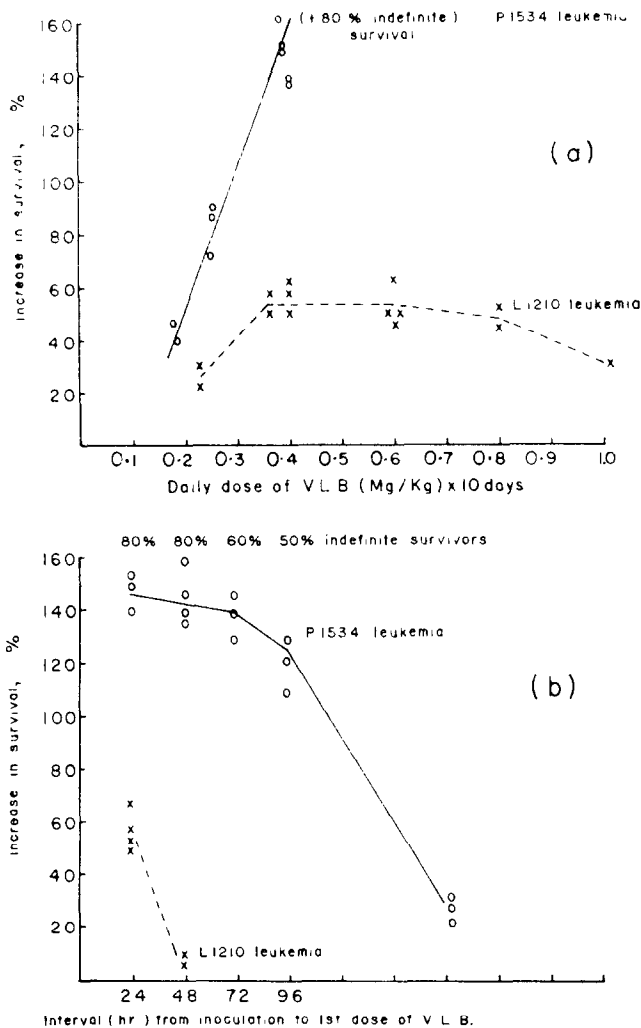 (+80% indefinite) survival
P1534 leukemia
160
140
120
100
80
60
40
20
Increase in survival, %
(a)
L1210 leukemia
0·1 0·2 0·3 0·4 0·5 0·6 0·7 0·8 0·9 1·0
Daily dose of V L B (Mg/Kg) x 10 days
80% 80% 60% 50% indefinite survivors
160
140
120
100
80
60
40
20
Increase in survival, %
P1534 leukemia
(b)
L1210 leukemia
24 48 72 96
Interval (hr) from inoculation to 1st dose of V L B.